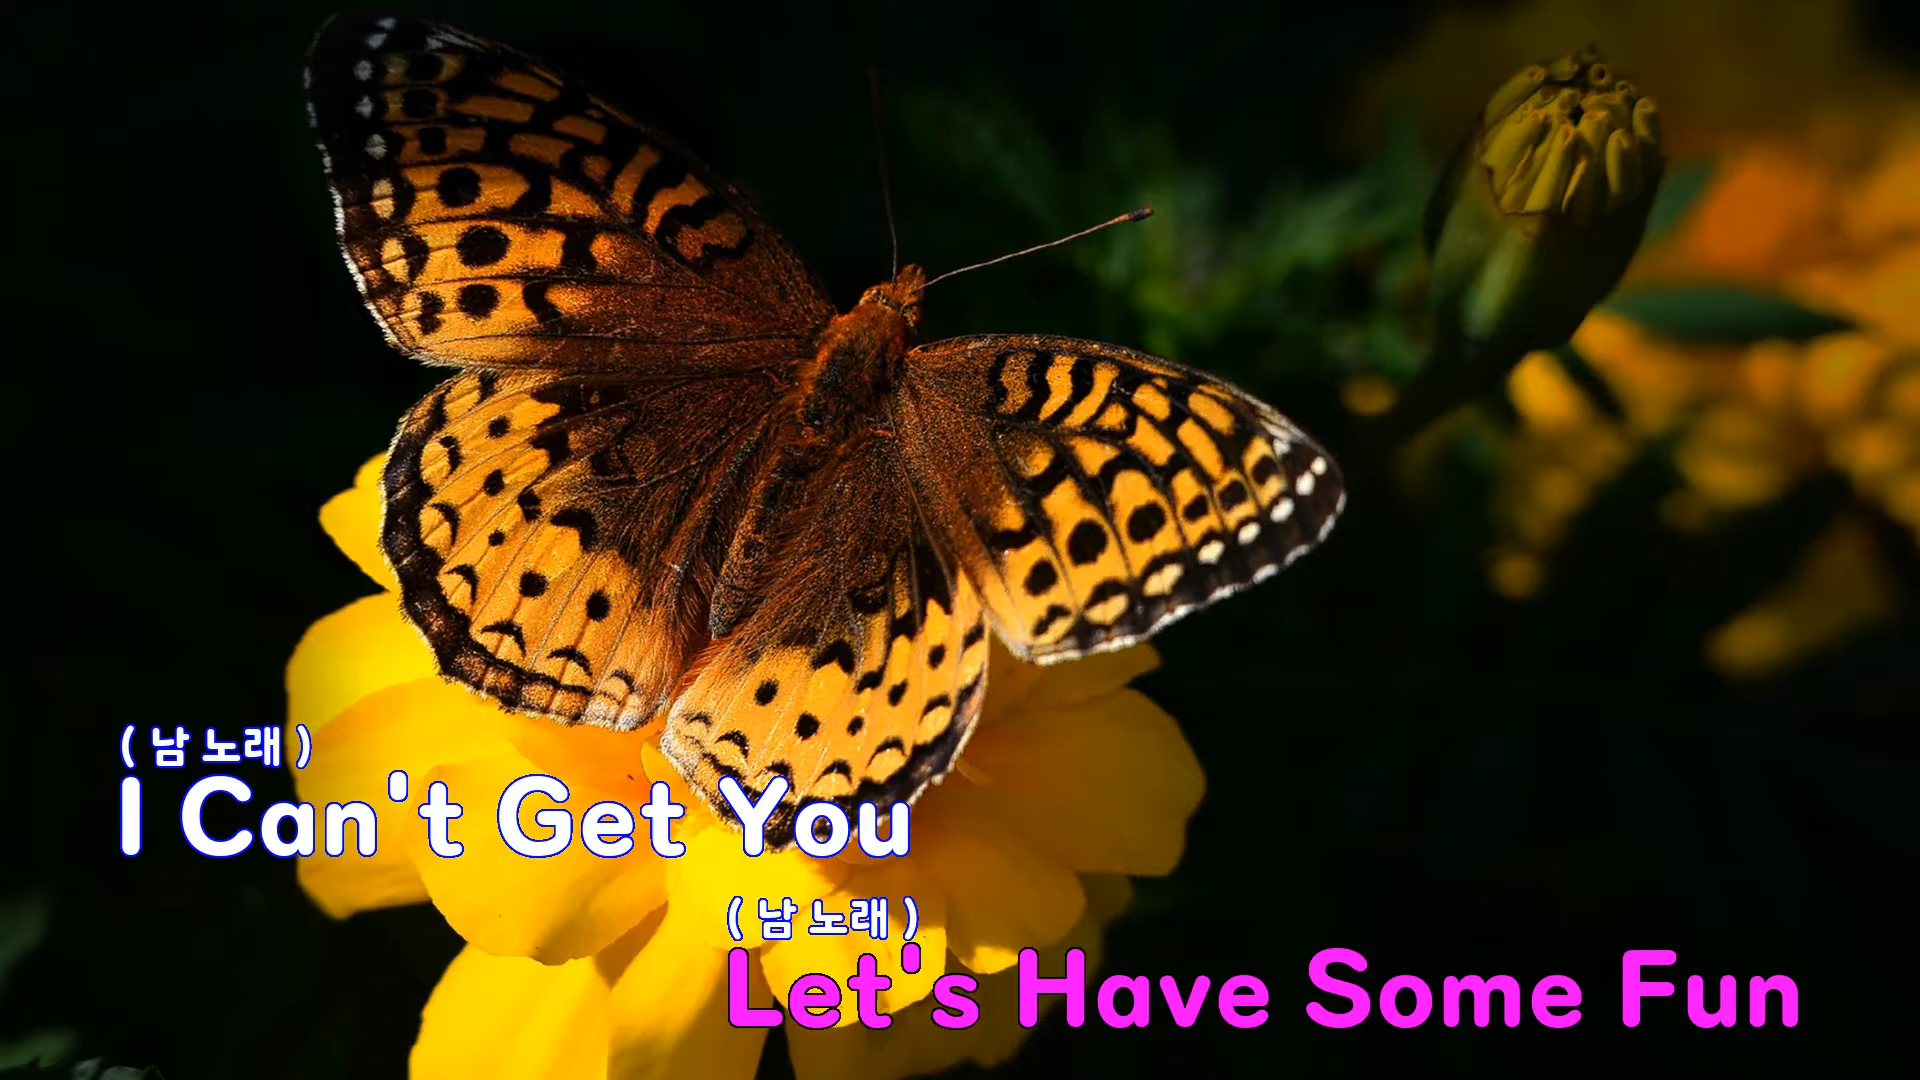 ( 남 노래 )
I Can't Get You
( 남 노래 )
Let's Have Some Fun